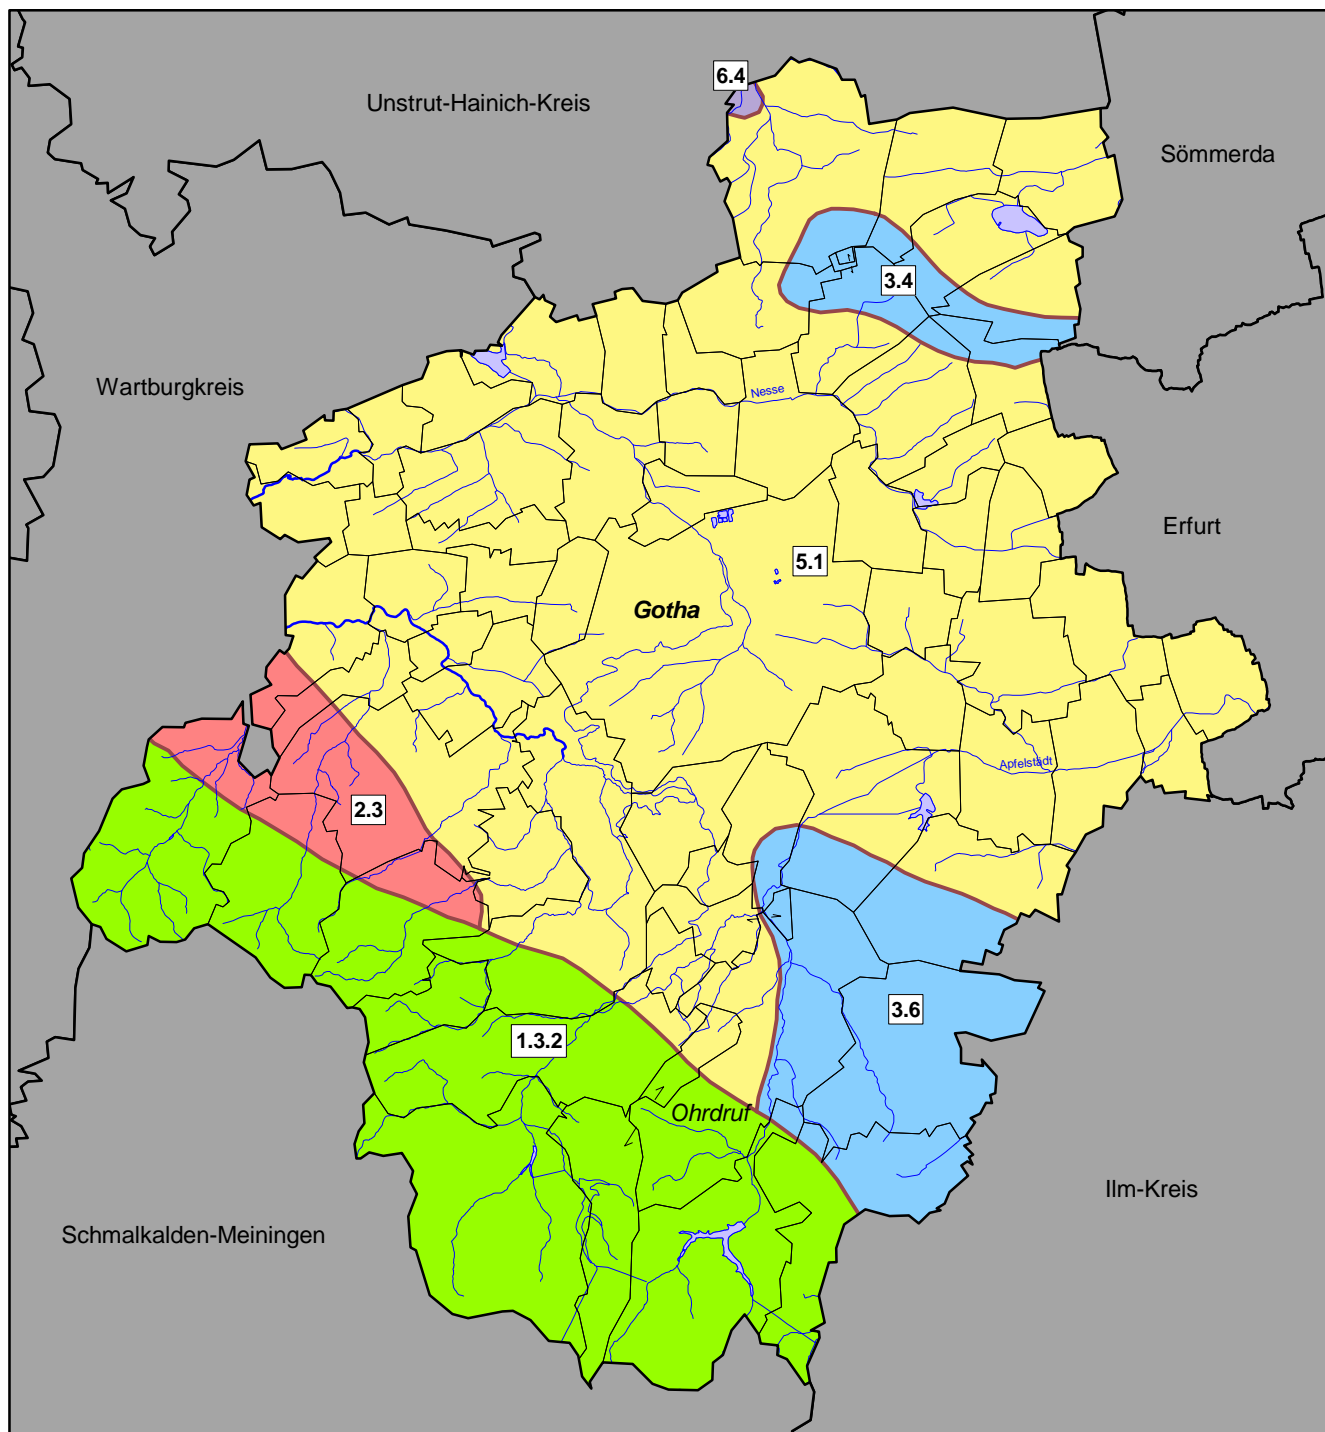 6.4
Unstrut-Hainich-Kreis
Sömmerda
3.4
Wartburgkreis
Nesse
Erfurt
5.1
Gotha
Apfelstädt
2.3
3.6
1.3.2
Ohrdruf
Ilm-Kreis
Schmalkalden-Meiningen